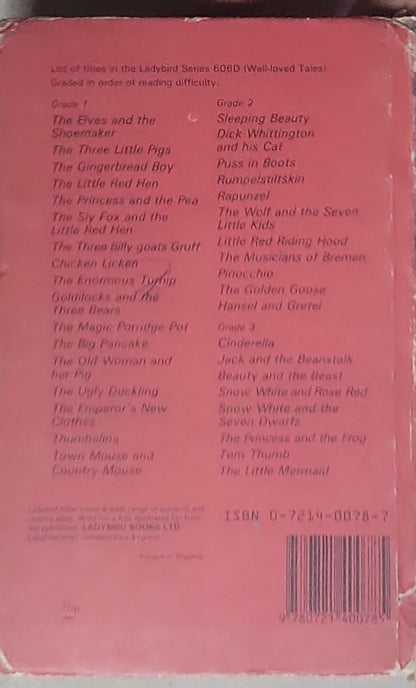 List of titles in the Ladybird Series 606D (Well-loved Tales)
Graded in order of reading difficulty.
Grade 1
The Elves and the
Shoemaker
The Three Little Pigs
The Gingerbread Boy
The Little Red Hen
The Princess and the Pea
The Sly Fox and the
Little Red Hen
The Three Billy-goats Gruff
Chicken Licken
The Enormous Turnip
Goldilocks and the
Three Bears
The Magic Porridge Pot
The Big Pancake
The Old Woman and
her Pig
The Ugly Duckling
The Emperor's New
Clothes
Thumbelina
Town Mouse and
Country Mouse
Grade 2
Sleeping Beauty
Dick Whittington
and his Cat
Puss in Boots
Rumpelstiltskin
Rapunzel
The Wolf and the Seven
Little Kids
Little Red Riding Hood
The Musicians of Bremen
Pinocchio
The Golden Goose
Hansel and Gretel
Grade 3
Cinderella
Jack and the Beanstalk
Beauty and the Beast
Snow White and Rose Red
Snow White and the
Seven Dwarfs
The Princess and the Frog
Tom Thumb
The Little Mermaid
LADYBIRD BOOKS LTD
Loughborough Leicestershire England
Printed in England
ISBN 0-7214-0078-7
9 780721 400785